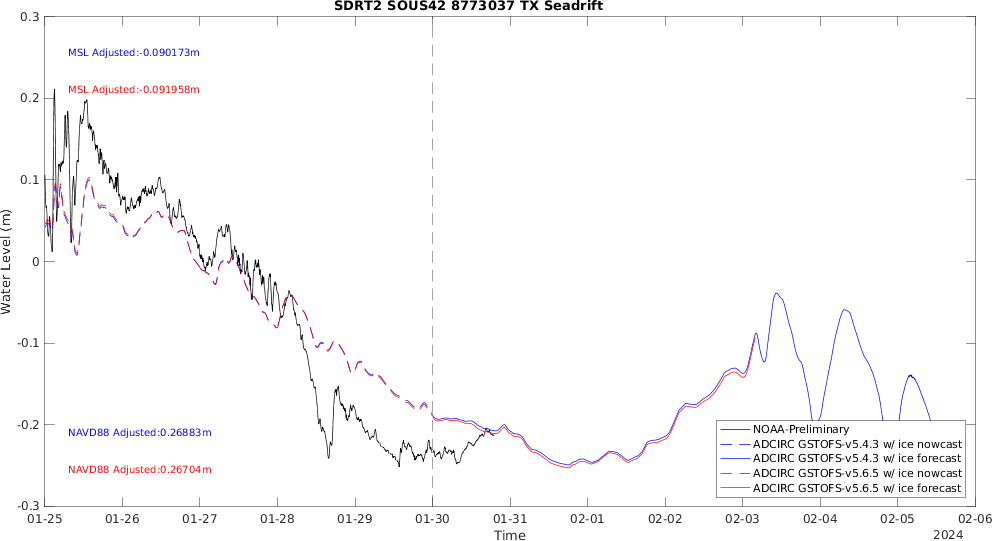 SDRT2 SOUS42 8773037 TX Seadrift
0.3
MSL Adjusted:-0.090173m
MSL Adjusted:-0.091958m
0.2
0.1
Water Level (m)
0
-0.1
-0.2
NAVD88 Adjusted:0.26883m
NAVD88 Adjusted:0.26704m
-0.3
NOAA-Preliminary
ADCIRC GSTOFS-v5.4.3 w/ ice nowcast
ADCIRC GSTOFS-v5.4.3 w/ ice forecast
ADCIRC GSTOFS-v5.6.5 w/ ice nowcast
ADCIRC GSTOFS-v5.6.5 w/ ice forecast
01-25 01-26 01-27 01-28 01-29 01-30 01-31 02-01 02-02 02-03 02-04 02-05 02-06
Time
2024